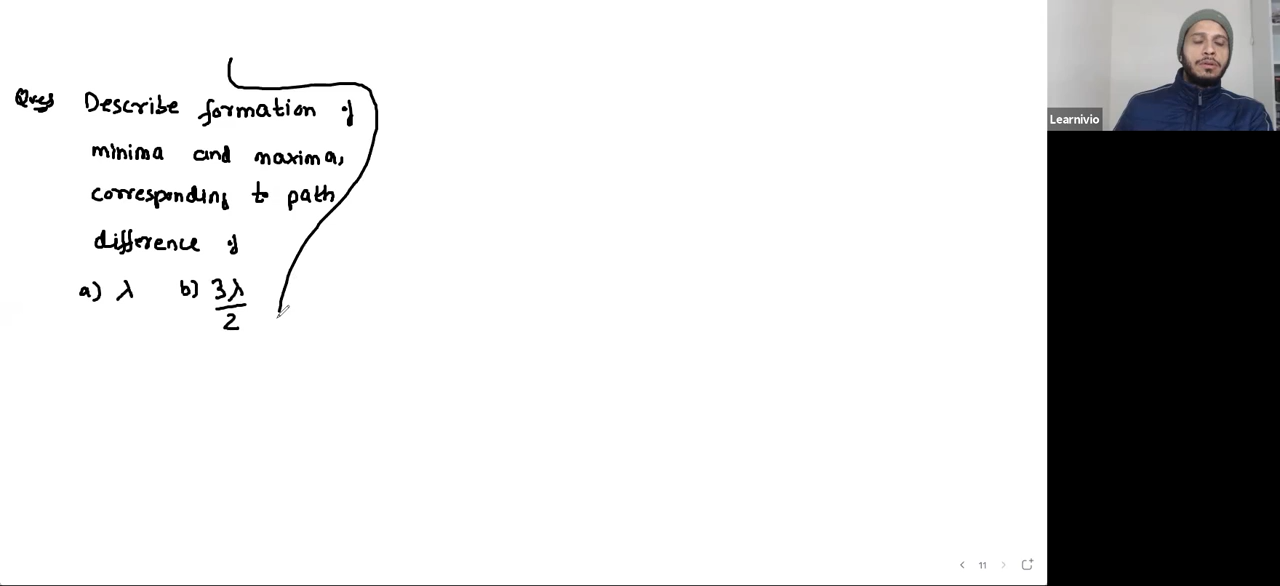 Ques Describe formation of
minima and maxima,
corresponding to path
difference of
a) λ b) 3λ/2
Learnivio
11